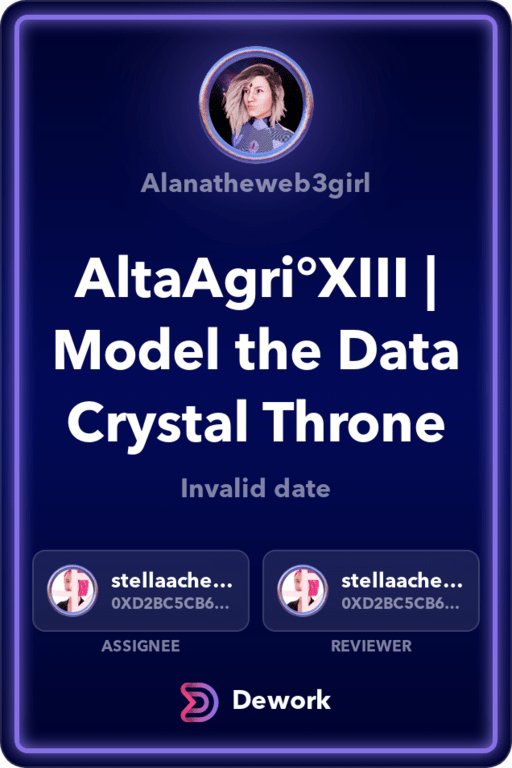 Alanatheweb3girl
AltaAgri°XIII |
Model the Data
Crystal Throne
Invalid date
stellaache...
0XD2BC5CB6...
ASSIGNEE
stellaache...
0XD2BC5CB6...
REVIEWER
Dework